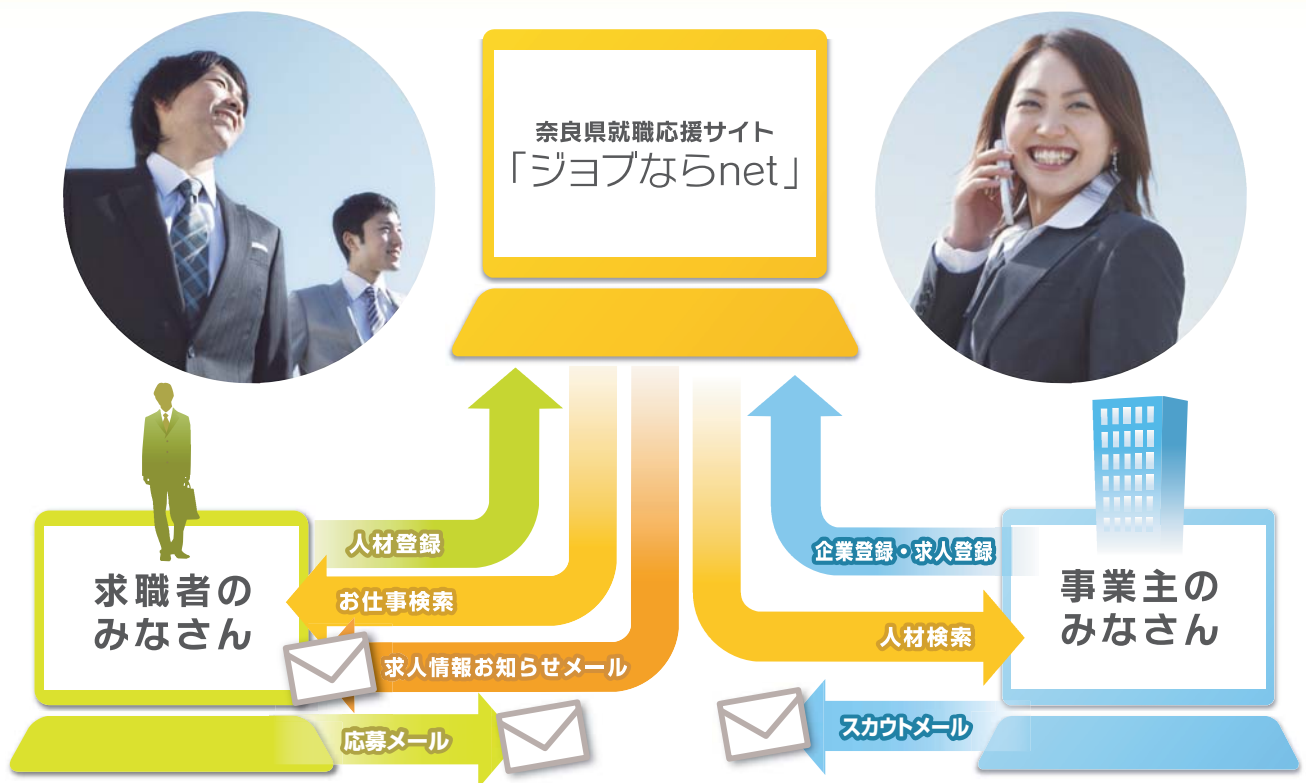 奈良県就職応援サイト
「ジョブならnet」
人材登録
お仕事検索
求人情報お知らせメール
応募メール
求職者の
みなさん
企業登録・求人登録
人材検索
スカウトメール
事業主の
みなさん